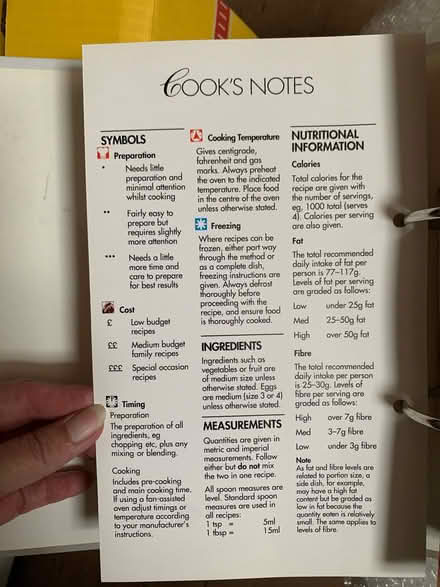 COOK'S NOTES
SYMBOLS
Preparation
* Needs little
preparation and
minimal attention
whilst cooking
** Fairly easy to
prepare but
requires slightly
more attention
*** Needs a little
more time and
care to prepare
for best results
Cost
£ Low budget
recipes
££ Medium budget
family recipes
£££ Special occasion
recipes
Timing
Preparation
The preparation of all
ingredients, eg
chopping etc, plus any
mixing or blending.
Cooking
Includes pre-cooking
and main cooking time.
If using a fan-assisted
oven adjust timings or
temperature according
to your manufacturer's
instructions.
Cooking Temperature
Gives centigrade,
fahrenheit and gas
marks. Always preheat
the oven to the indicated
temperature. Place food
in the centre of the oven
unless otherwise stated.
Freezing
Where recipes can be
frozen, either part way
through the method or
as a complete dish,
freezing instructions are
given. Always defrost
thoroughly before
proceeding with the
recipe, and ensure food
is thoroughly cooked.
INGREDIENTS
Ingredients such as
vegetables or fruit are
of medium size unless
otherwise stated. Eggs
are medium (size 3 or 4)
unless otherwise stated.
MEASUREMENTS
Quantities are given in
metric and imperial
measurements. Follow
either but do not mix
the two in one recipe.
All spoon measures are
level. Standard spoon
measures are used in
all recipes:
1 tsp = 5ml
1 tbsp = 15ml
NUTRITIONAL
INFORMATION
Calories
Total calories for the
recipe are given with
the number of servings,
eg, 1000 total (serves
4). Calories per serving
are also given.
Fat
The total recommended
daily intake of fat per
person is 77–117g.
Levels of fat per serving
are graded as follows:
Low under 25g fat
Med 25–50g fat
High over 50g fat
Fibre
The total recommended
daily intake per person
is 25–30g. Levels of
fibre per serving are
graded as follows:
High over 7g fibre
Med 3–7g fibre
Low under 3g fibre
Note
As fat and fibre levels are
related to portion size, a
side dish, for example,
may have a high fat
content but be graded as
low in fat because the
quantity eaten is relatively
small. The same applies to
levels of fibre.